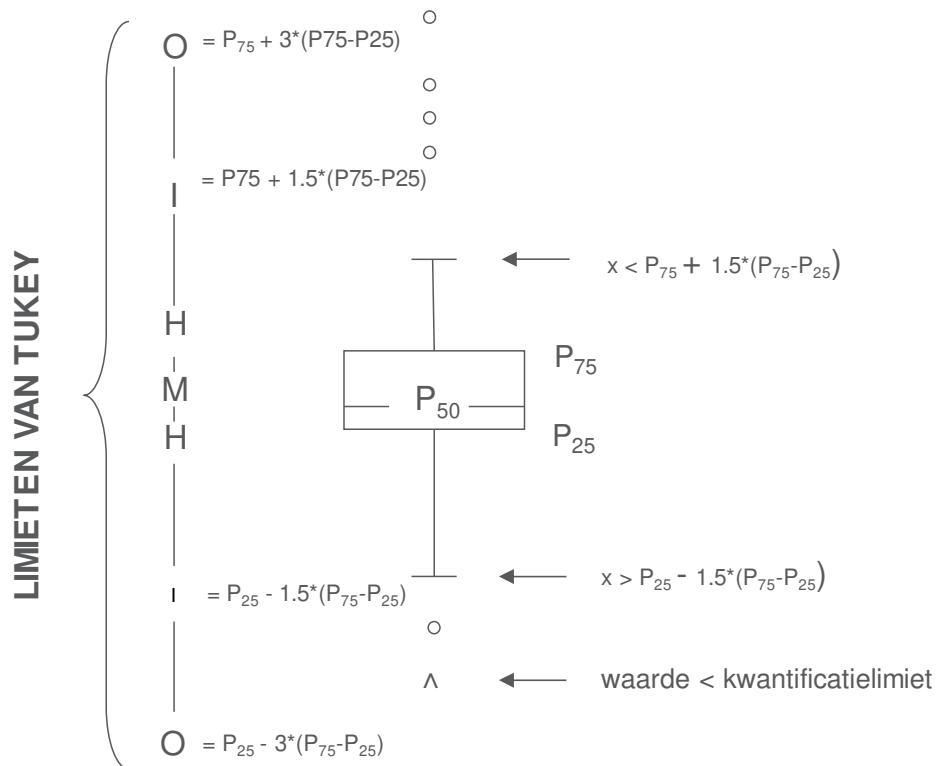 LIMIETEN VAN TUKEY
O = P75 + 3*(P75-P25)
I = P75 + 1.5*(P75-P25)
H
M
H
I = P25 - 1.5*(P75-P25)
O = P25 - 3*(P75-P25)
x < P75 + 1.5*(P75-P25)
P75
P50
P25
x > P25 - 1.5*(P75-P25)
^ waarde < kwantificatielimiet